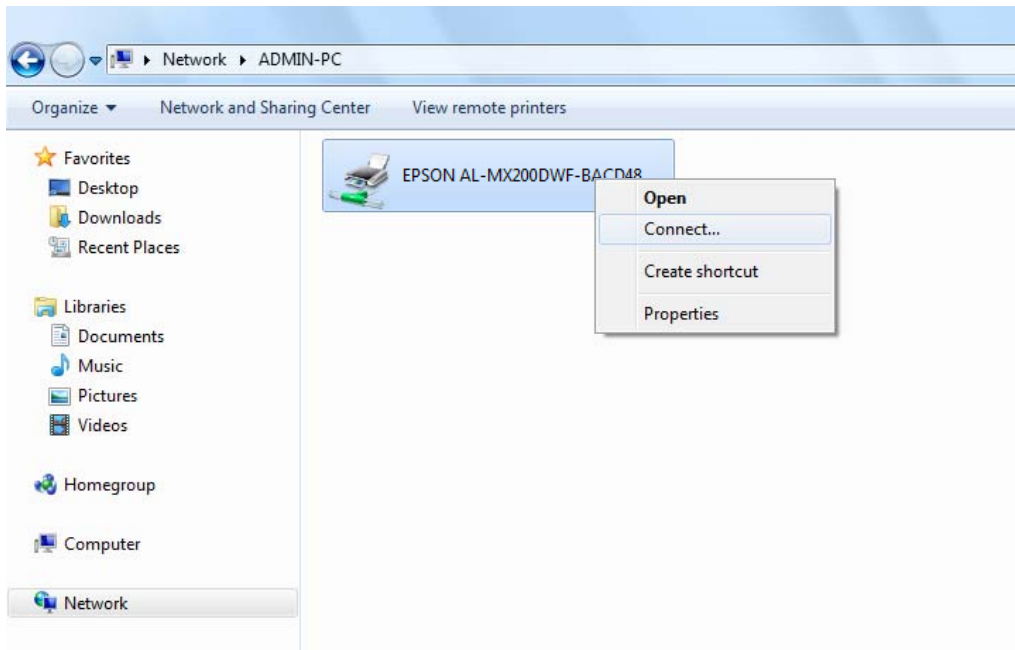 Network ADMIN-PC
Organize Network and Sharing Center View remote printers
Favorites
Desktop
Downloads
Recent Places
Libraries
Documents
Music
Pictures
Videos
Homegroup
Computer
Network
EPSON AL-MX200DWF-BACD48
Open
Connect...
Create shortcut
Properties